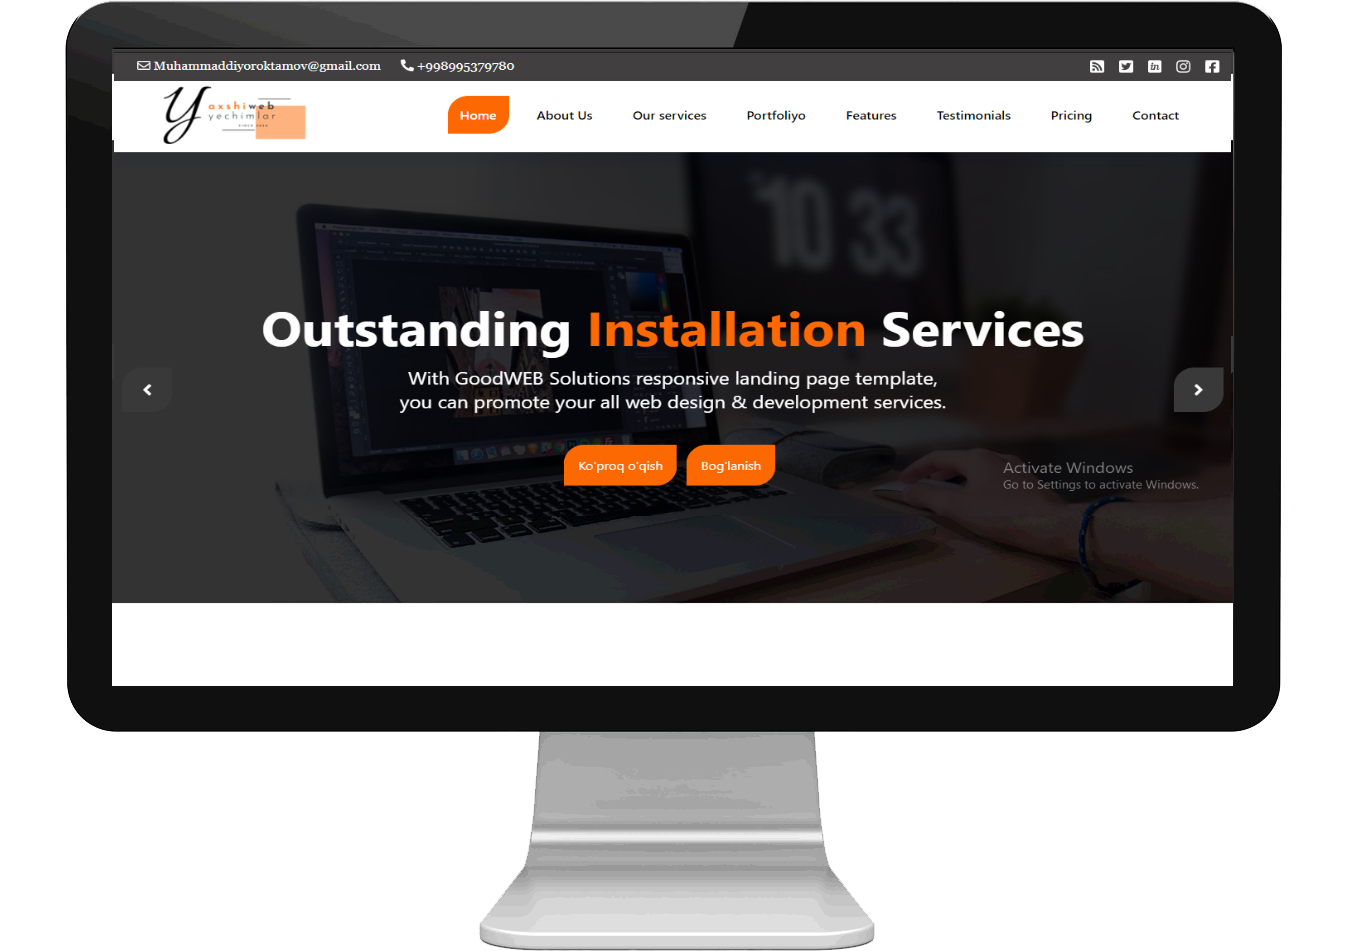 Muhammaddiyoroktamov@gmail.com +998995379780
axshiweb
yechimlar
Home About Us Our services Portfoliyo Features Testimonials Pricing Contact
10 33
Outstanding Installation Services
With GoodWEB Solutions responsive landing page template,
you can promote your all web design & development services.
Ko'proq o'qish Bog'lanish
Activate Windows
Go to Settings to activate Windows.